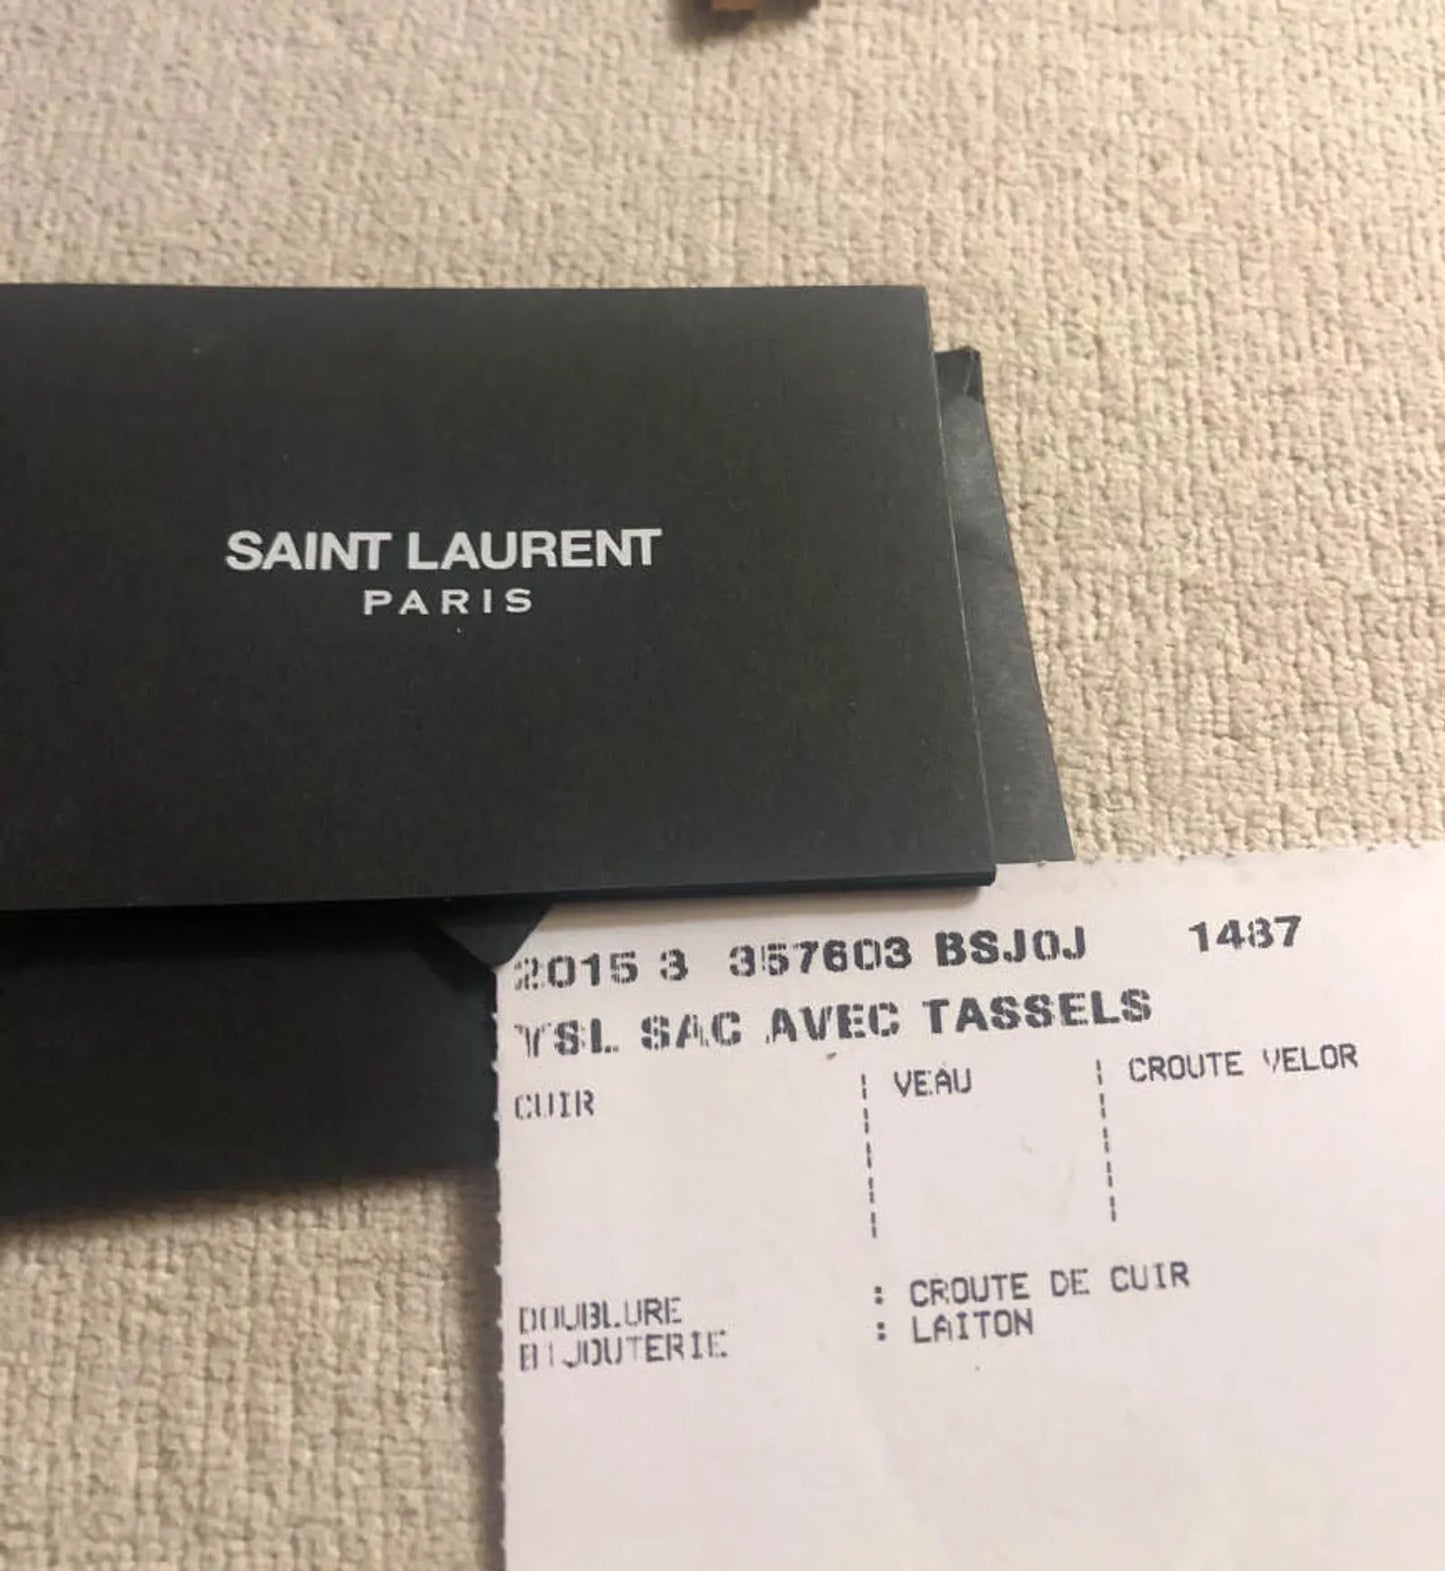 SAINT LAURENT
PARIS
2015 3 357603 BSJ0J 1487
YSL SAC AVEC TASSELS
CUIR ¦ VEAU ¦ CROUTE VELOR
DOUBLURE : CROUTE DE CUIR
BIJOUTERIE : LAITON